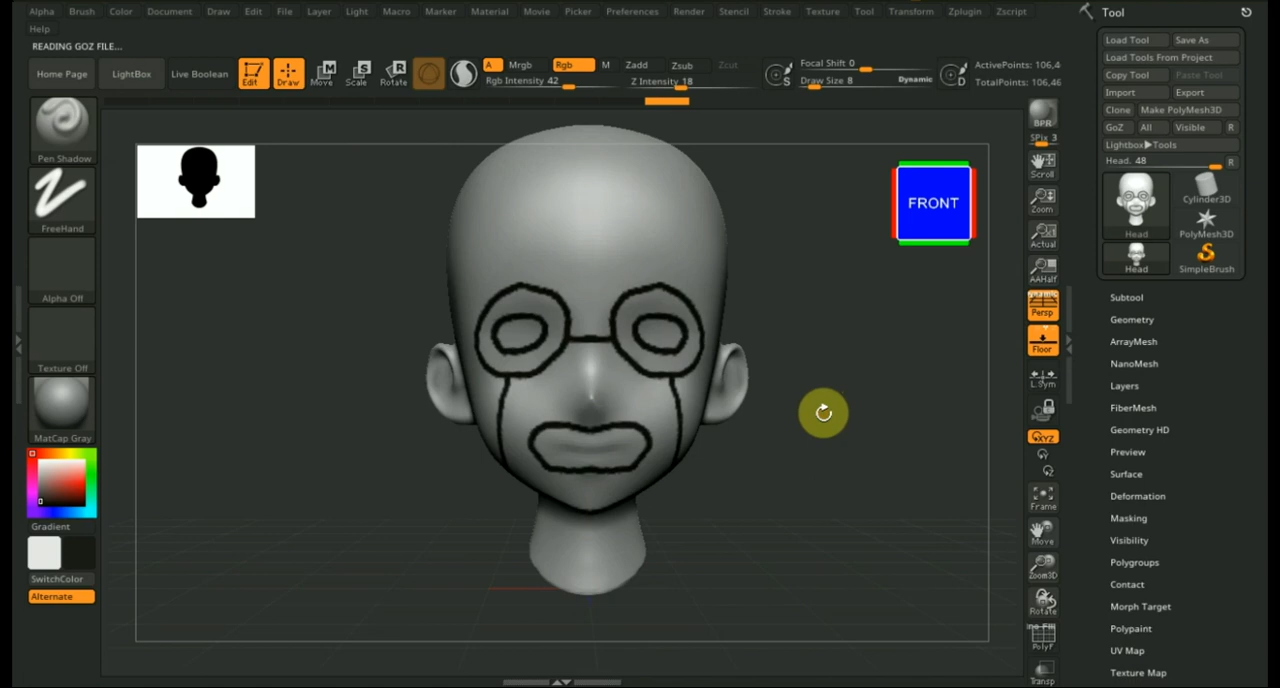 Alpha Brush Color Document Draw Edit File Layer Light Macro Marker Material Movie Picker Preferences Render Stencil Stroke Texture Tool Transform Zplugin Zscript
Help
READING GOZ FILE...
Home Page
LightBox
Live Boolean
Edit
Draw
Move
Scale
Rotate
A
Mrgb
Rgb
M
Zadd
Zsub
Zcut
Rgb Intensity 42
Z Intensity 18
Focal Shift 0
Draw Size 8
Dynamic
S
D
ActivePoints: 106,4
TotalPoints: 106,46
Pen Shadow
FreeHand
Alpha Off
Texture Off
MatCap Gray
Gradient
SwitchColor
Alternate
FRONT
BPR
SPix 3
Scroll
Zoom
Actual
AAHalf
Persp
Floor
L.Sym
XYZ
Y
Z
Frame
Move
Zoom3D
Rotate
PolyF
Transp
Tool
Load Tool
Save As
Load Tools From Project
Copy Tool
Paste Tool
Import
Export
Clone
Make PolyMesh3D
GoZ
All
Visible
R
Lightbox▶Tools
Head. 48
R
Head
Cylinder3D
PolyMesh3D
Head
SimpleBrush
Subtool
Geometry
ArrayMesh
NanoMesh
Layers
FiberMesh
Geometry HD
Preview
Surface
Deformation
Masking
Visibility
Polygroups
Contact
Morph Target
Polypaint
UV Map
Texture Map